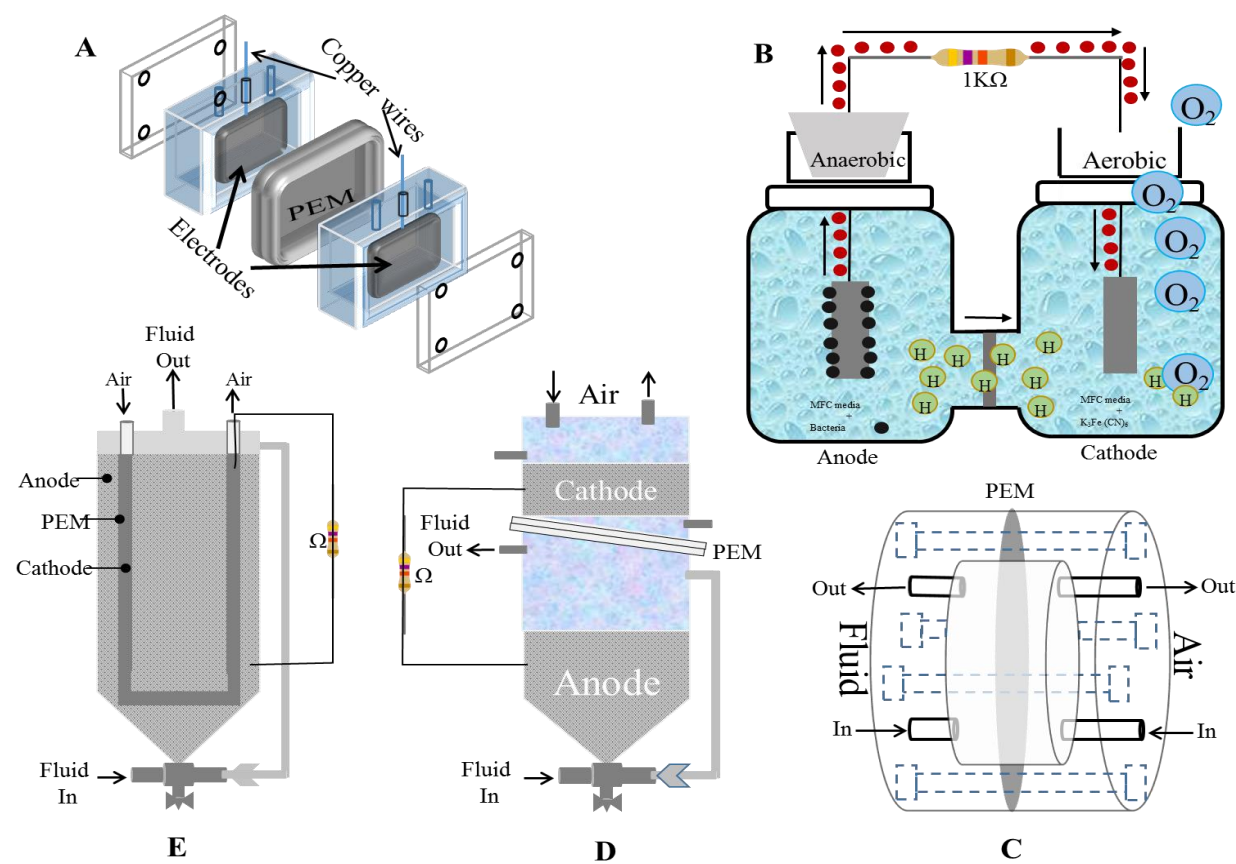 A
Copper wires
PEM
Electrodes
B
1KΩ
O2
Anaerobic
Aerobic
O2
O2
O2
O2
H
H
H
H
H
H
H
H
H
H
H
MFC media
+
Bacteria
MFC media
+
K3Fe (CN)6
Anode
Cathode
Fluid
Out
Air
Air
Anode
PEM
Cathode
Ω
Fluid
In
E
Air
Cathode
Fluid
Out
PEM
Ω
Anode
Fluid
In
D
PEM
Out
Out
Fluid
Air
In
In
C